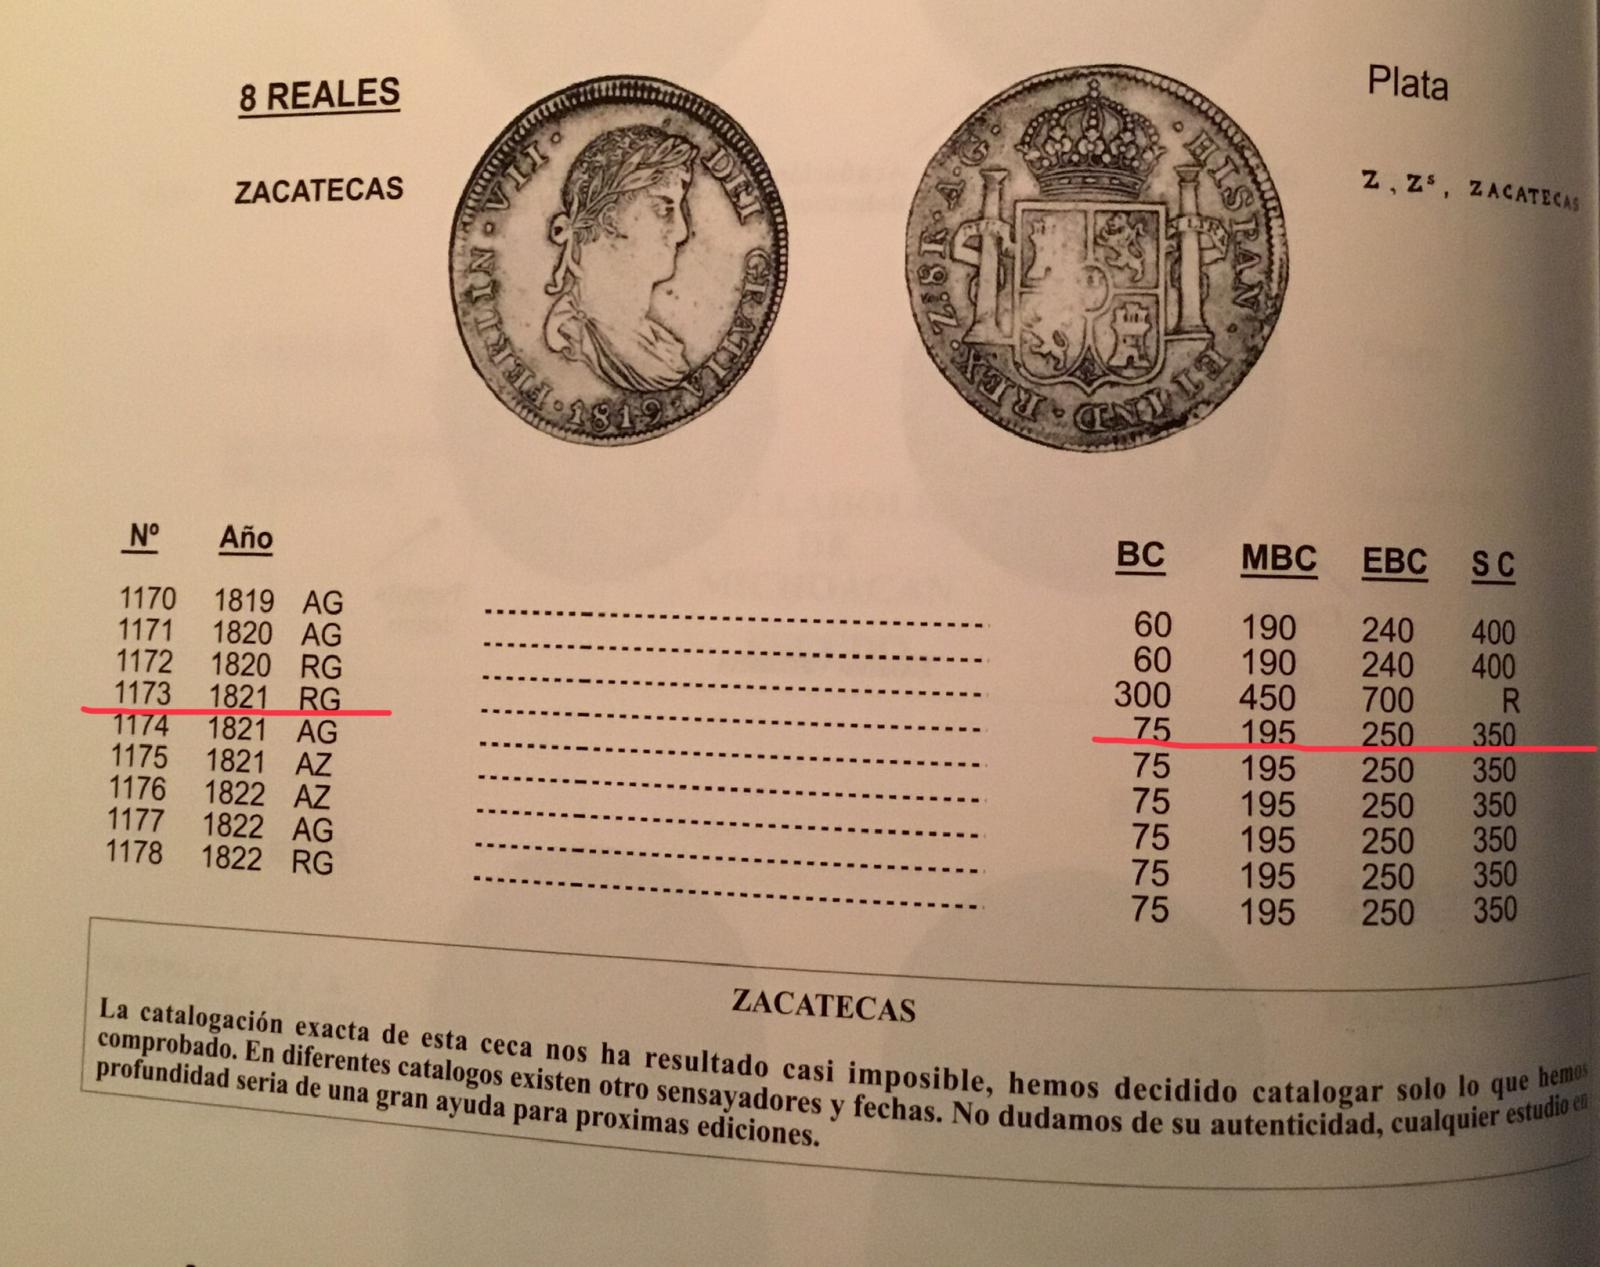 8 REALES
Plata
ZACATECAS
Z , Zˢ , ZACATECAS
FERDIN · VII · DEI GRATIA · 1819 ·
· HISPAN · ET IND · REX · Zˢ · 8R · A · G ·
Nº Año BC MBC EBC S C
1170 1819 AG 60 190 240 400
1171 1820 AG 60 190 240 400
1172 1820 RG 300 450 700 R
1173 1821 RG 75 195 250 350
1174 1821 AG 75 195 250 350
1175 1821 AZ 75 195 250 350
1176 1822 AZ 75 195 250 350
1177 1822 AG 75 195 250 350
1178 1822 RG 75 195 250 350
ZACATECAS
La catalogación exacta de esta ceca nos ha resultado casi imposible, hemos decidido catalogar solo lo que hemos
comprobado. En diferentes catalogos existen otro sensayadores y fechas. No dudamos de su autenticidad, cualquier estudio en
profundidad seria de una gran ayuda para proximas ediciones.